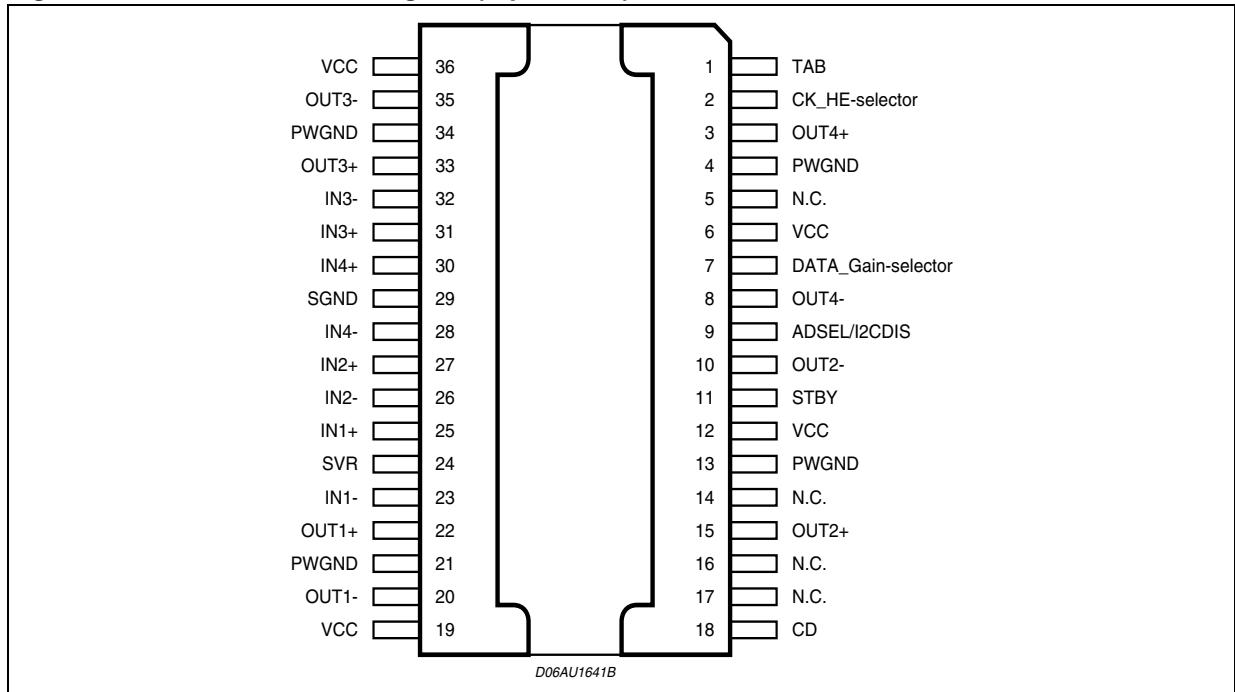 VCC 36 1 TAB
OUT3- 35 2 CK_HE-selector
PWGND 34 3 OUT4+
OUT3+ 33 4 PWGND
IN3- 32 5 N.C.
IN3+ 31 6 VCC
IN4+ 30 7 DATA_Gain-selector
SGND 29 8 OUT4-
IN4- 28 9 ADSEL/I2CDIS
IN2+ 27 10 OUT2-
IN2- 26 11 STBY
IN1+ 25 12 VCC
SVR 24 13 PWGND
IN1- 23 14 N.C.
OUT1+ 22 15 OUT2+
PWGND 21 16 N.C.
OUT1- 20 17 N.C.
VCC 19 18 CD
D06AU1641B